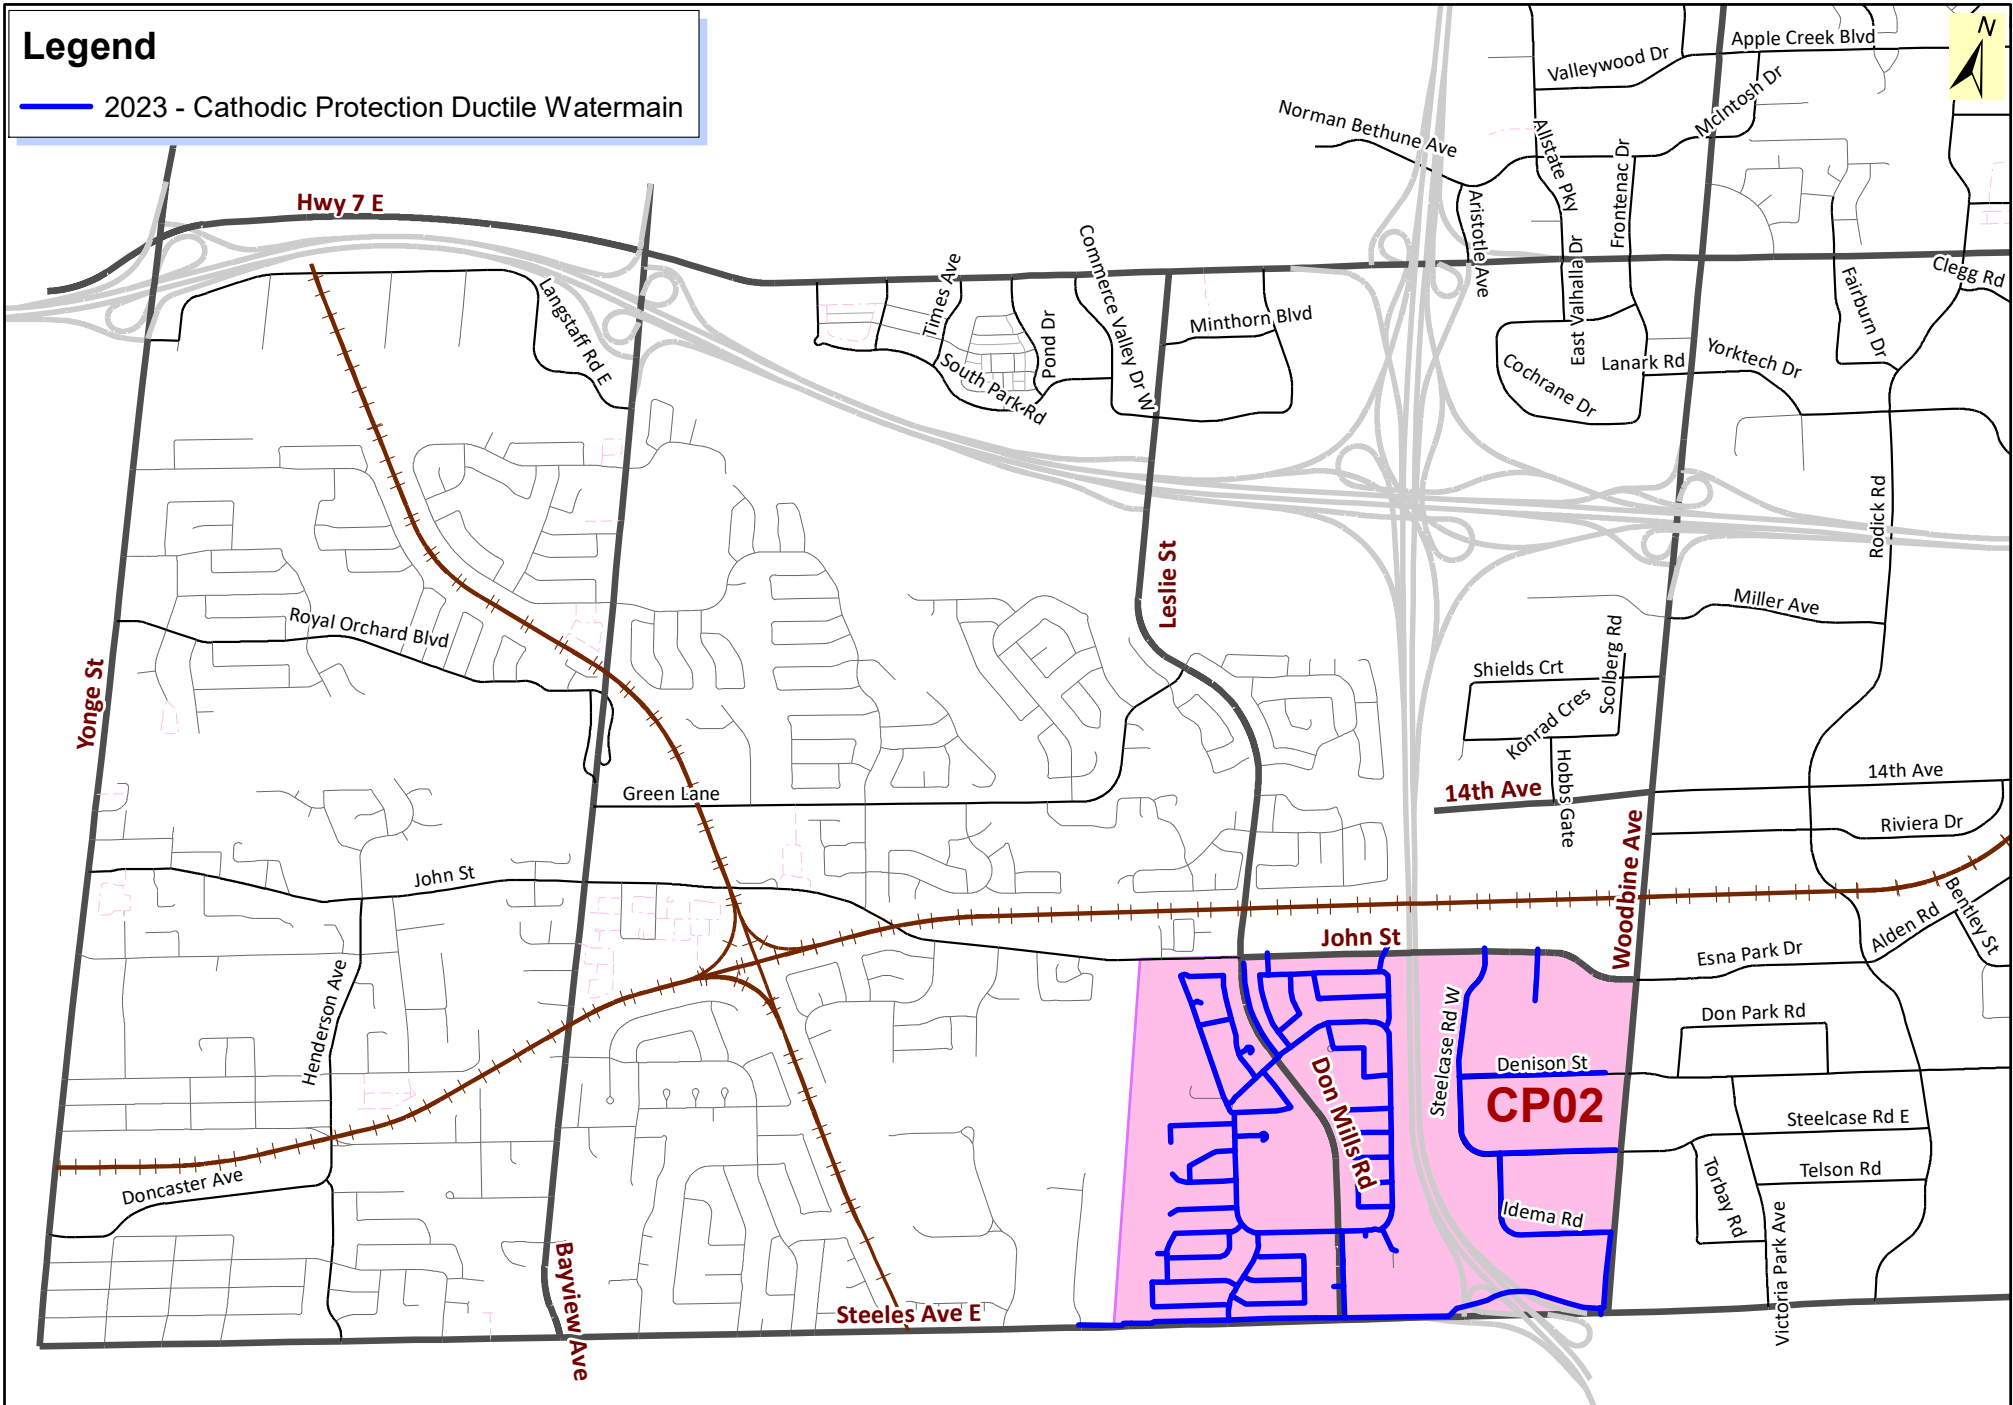 Legend
2023 - Cathodic Protection Ductile Watermain
N
Apple Creek Blvd
Valleywood Dr
McIntosh Dr
Norman Bethune Ave
Allstate Pky
Frontenac Dr
Aristotle Ave
Hwy 7 E
Langstaff Rd E
Times Ave
Commerce Valley Dr W
Pond Dr
South Park Rd
Minthorn Blvd
East Valhalla Dr
Cochrane Dr
Lanark Rd
Yorktech Dr
Fairburn Dr
Clegg Rd
Rodick Rd
Leslie St
Royal Orchard Blvd
Yonge St
Miller Ave
Shields Crt
Scolberg Rd
Konrad Cres
Hobbs Gate
14th Ave
14th Ave
Riviera Dr
Green Lane
John St
Woodbine Ave
John St
Esna Park Dr
Alden Rd
Bentley St
Henderson Ave
Don Park Rd
Steelcase Rd W
Denison St
CP02
Don Mills Rd
Steelcase Rd E
Telson Rd
Torbay Rd
Victoria Park Ave
Idema Rd
Doncaster Ave
Bayview Ave
Steeles Ave E